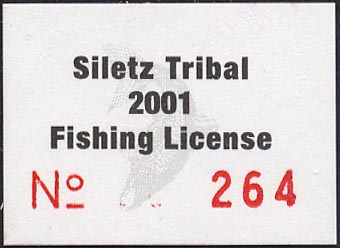 Siletz Tribal
2001
Fishing License
Nº 264